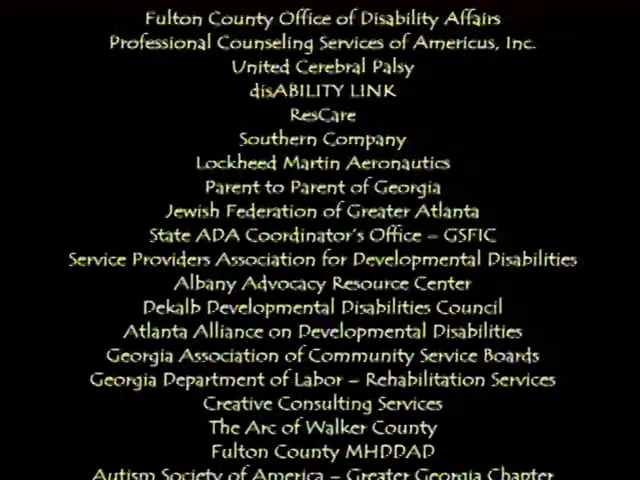 Fulton County Office of Disability Affairs
Professional Counseling Services of Americus, Inc.
United Cerebral Palsy
disABILITY LINK
ResCare
Southern Company
Lockheed Martin Aeronautics
Parent to Parent of Georgia
Jewish Federation of Greater Atlanta
State ADA Coordinator's Office – GSFIC
Service Providers Association for Developmental Disabilities
Albany Advocacy Resource Center
Dekalb Developmental Disabilities Council
Atlanta Alliance on Developmental Disabilities
Georgia Association of Community Service Boards
Georgia Department of Labor – Rehabilitation Services
Creative Consulting Services
The Arc of Walker County
Fulton County MHDDAD
Autism Society of America – Greater Georgia Chapter